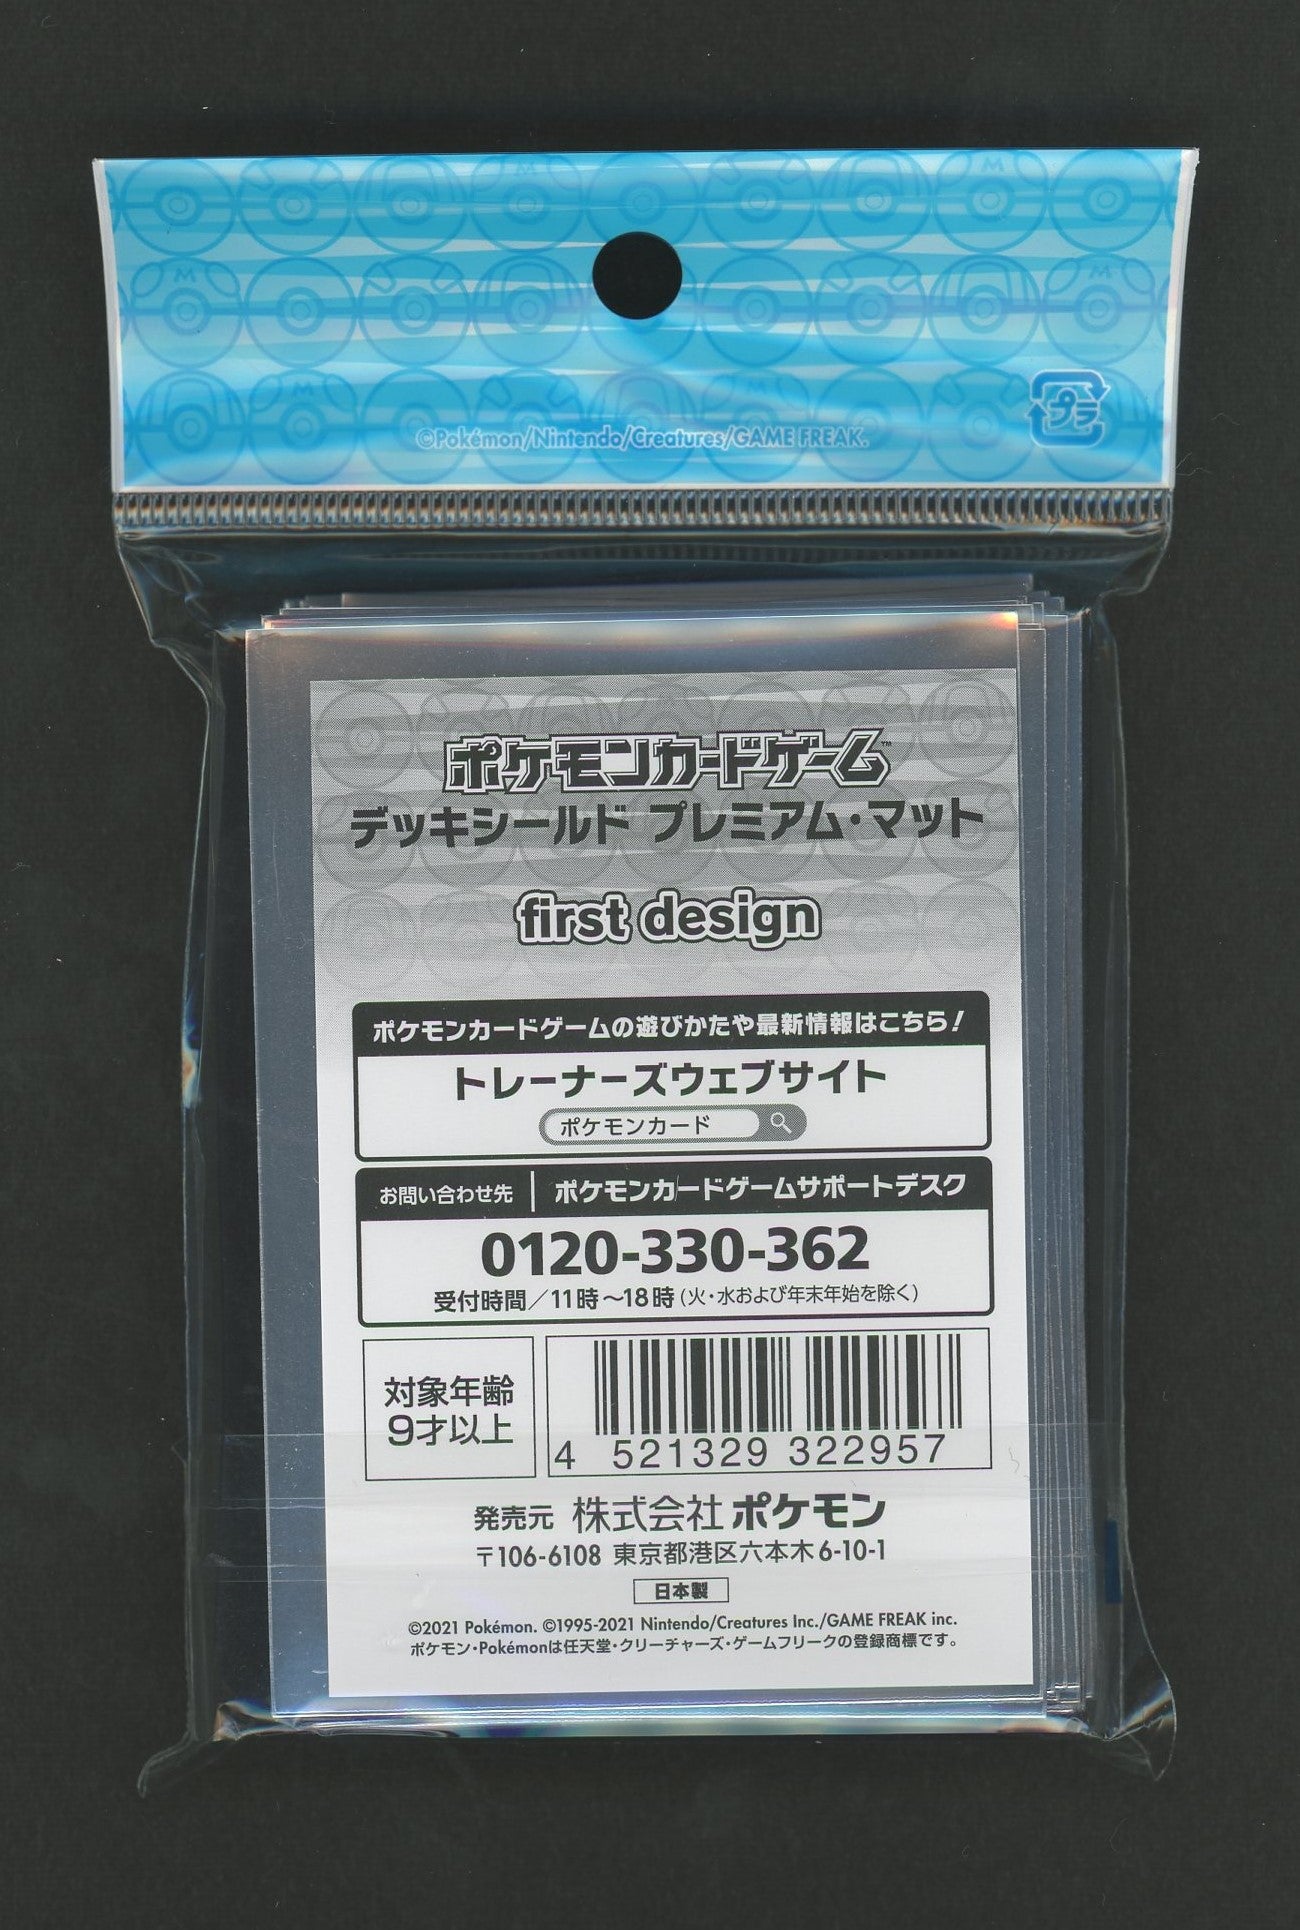 ©Pokémon/Nintendo/Creatures/GAME FREAK.
プラ
ポケモンカードゲーム™
デッキシールド プレミアム・マット
first design
ポケモンカードゲームの遊びかたや最新情報はこちら!
トレーナーズウェブサイト
ポケモンカード
お問い合わせ先 ポケモンカードゲームサポートデスク
0120-330-362
受付時間/11時~18時(火・水および年末年始を除く)
対象年齢
9才以上
4 521329 322957
発売元 株式会社ポケモン
〒106-6108 東京都港区六本木6-10-1
日本製
©2021 Pokémon. ©1995-2021 Nintendo/Creatures Inc./GAME FREAK inc.
ポケモン・Pokémonは任天堂・クリーチャーズ・ゲームフリークの登録商標です。